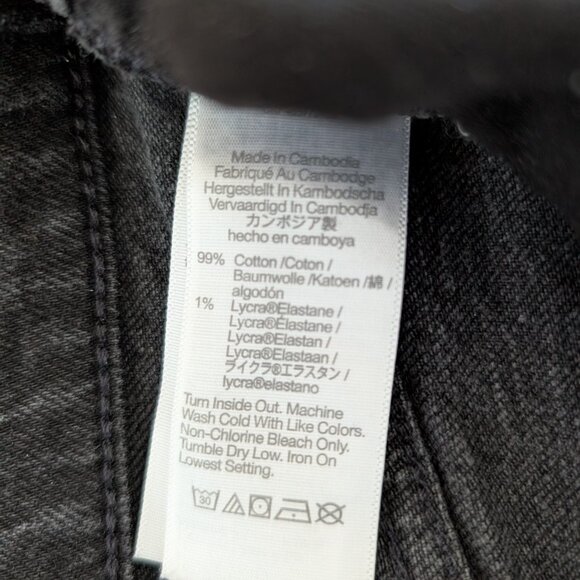 Made in Cambodia
Fabriqué Au Cambodge
Hergestellt In Kambodscha
Vervaardigd In Cambodja
カンボジア製
hecho en camboya
99% Cotton /Coton /
Baumwolle /Katoen /綿 /
algodón
1% Lycra®Elastane /
Lycra®Élastane /
Lycra®Elastan /
Lycra®Elastaan /
ライクラ®エラスタン /
lycra®elastano
Turn Inside Out. Machine
Wash Cold With Like Colors.
Non-Chlorine Bleach Only.
Tumble Dry Low. Iron On
Lowest Setting.
30